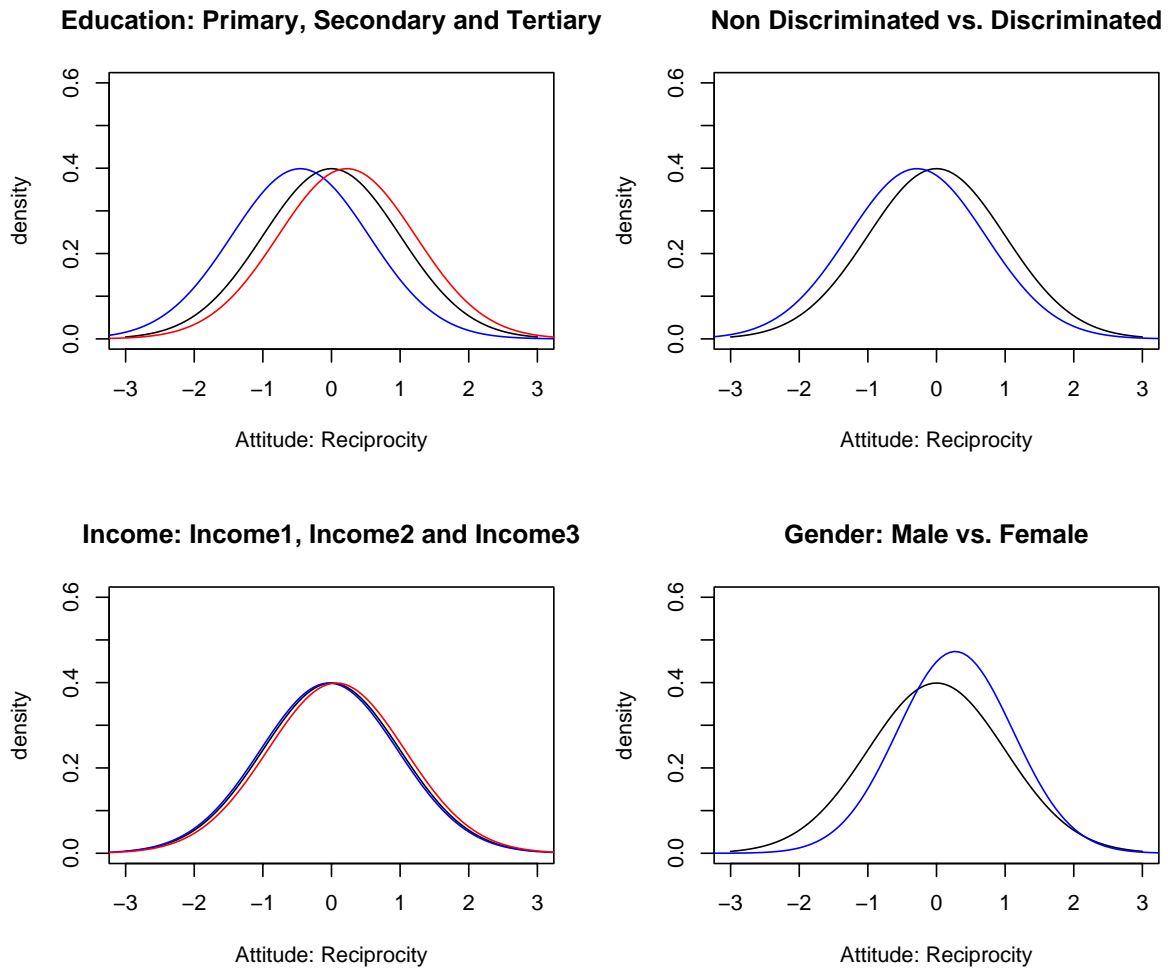 Education: Primary, Secondary and Tertiary
0.6
0.4
0.2
0.0
density
−3 −2 −1 0 1 2 3
Attitude: Reciprocity
Non Discriminated vs. Discriminated
0.6
0.4
0.2
0.0
density
−3 −2 −1 0 1 2 3
Attitude: Reciprocity
Income: Income1, Income2 and Income3
0.6
0.4
0.2
0.0
density
−3 −2 −1 0 1 2 3
Attitude: Reciprocity
Gender: Male vs. Female
0.6
0.4
0.2
0.0
density
−3 −2 −1 0 1 2 3
Attitude: Reciprocity